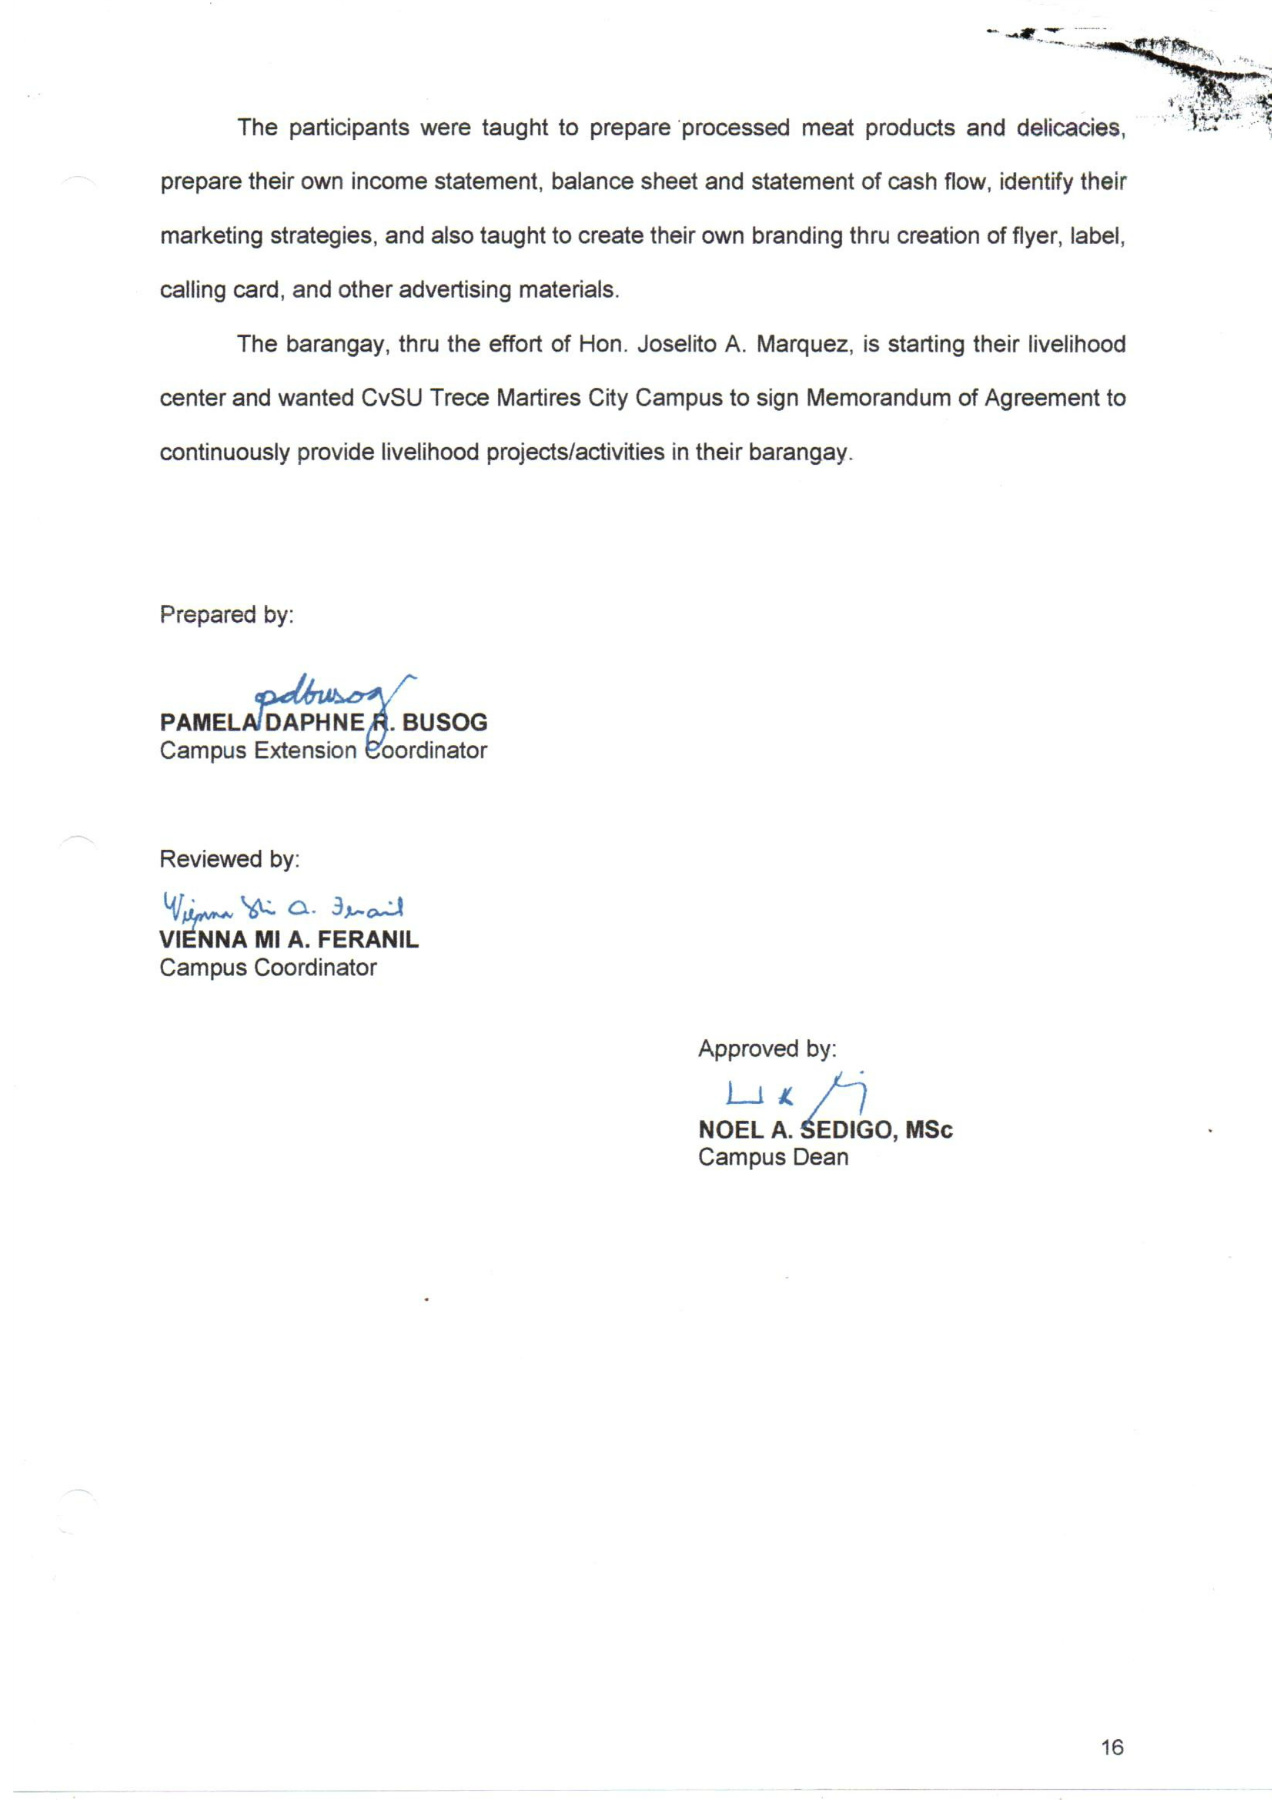 The participants were taught to prepare processed meat products and delicacies,
prepare their own income statement, balance sheet and statement of cash flow, identify their
marketing strategies, and also taught to create their own branding thru creation of flyer, label,
calling card, and other advertising materials.
The barangay, thru the effort of Hon. Joselito A. Marquez, is starting their livelihood
center and wanted CvSU Trece Martires City Campus to sign Memorandum of Agreement to
continuously provide livelihood projects/activities in their barangay.
Prepared by:
pdbusog
PAMELA DAPHNE R. BUSOG
Campus Extension Coordinator
Reviewed by:
Vienna Mi A. Feranil
VIENNA MI A. FERANIL
Campus Coordinator
Approved by:
NOEL A. SEDIGO, MSc
Campus Dean
16